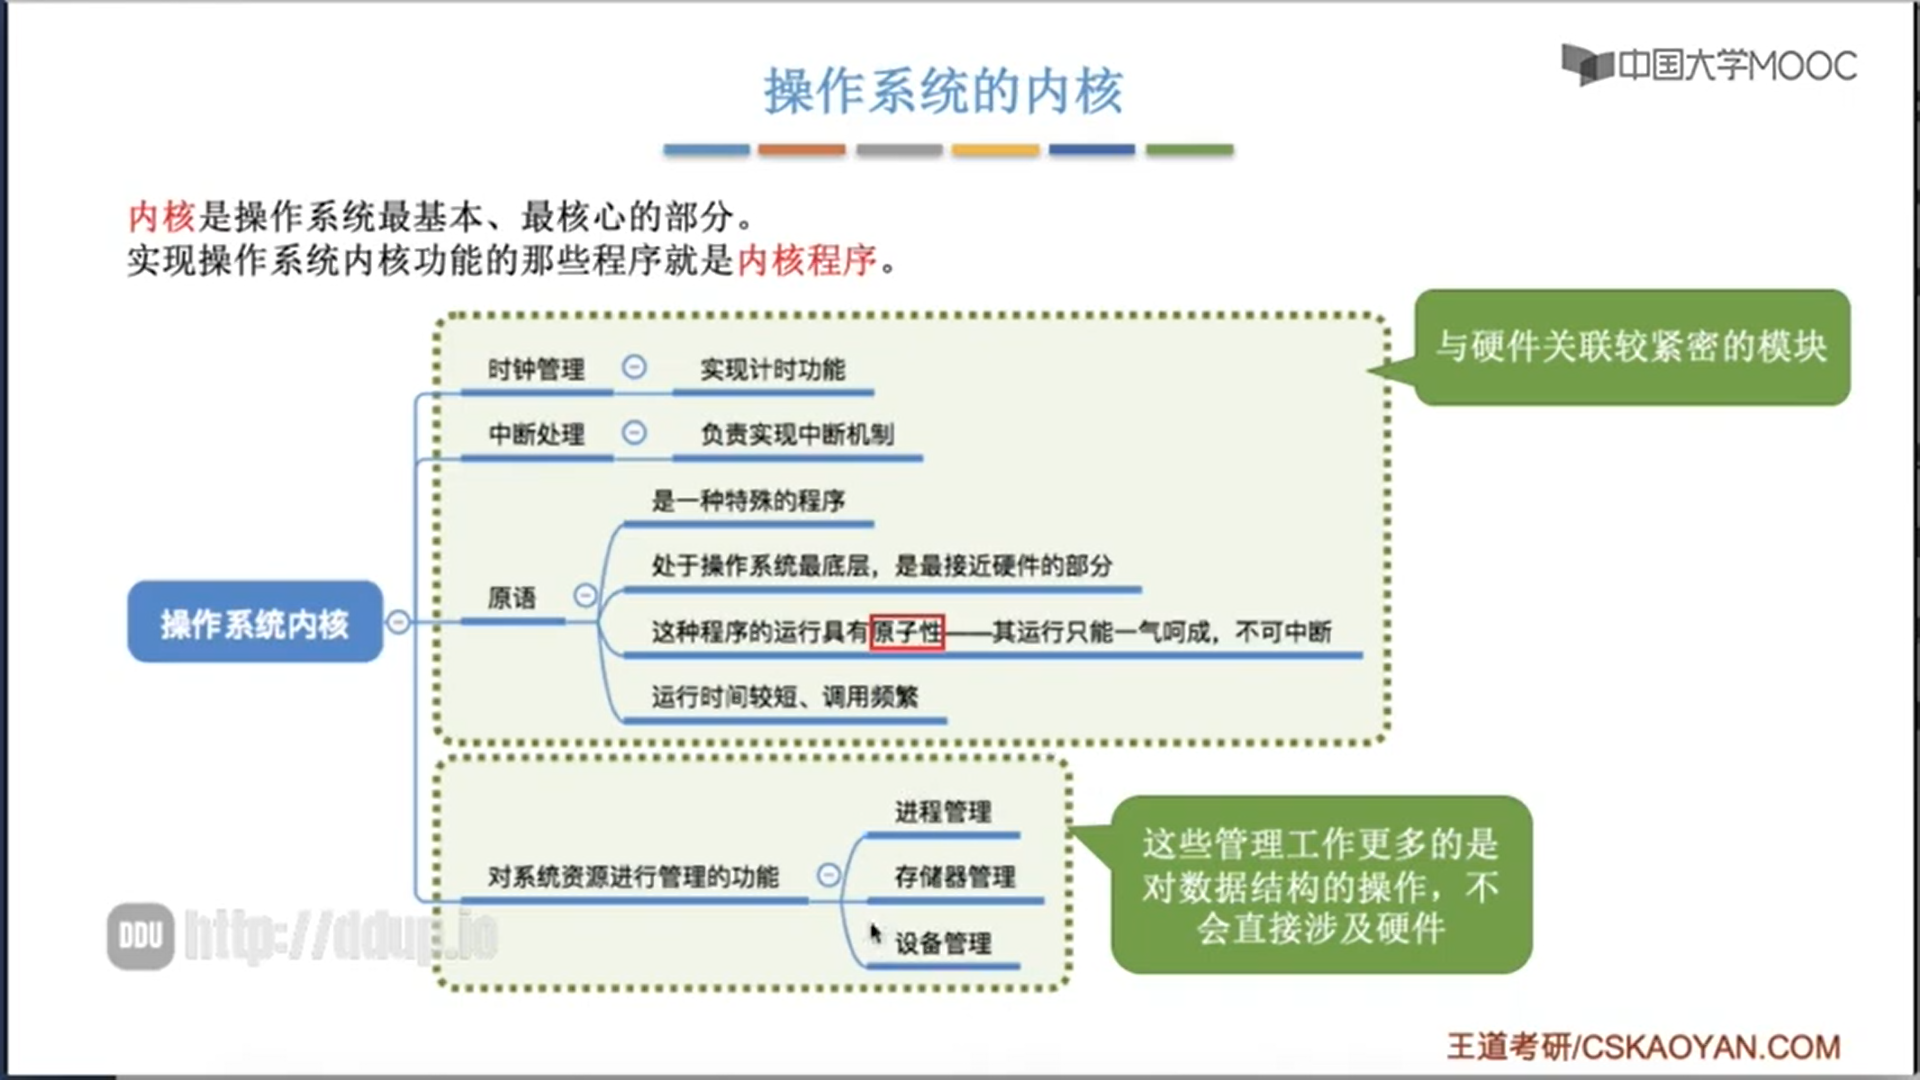 中国大学MOOC
操作系统的内核
内核是操作系统最基本、最核心的部分。
实现操作系统内核功能的那些程序就是内核程序。
与硬件关联较紧密的模块
时钟管理
实现计时功能
中断处理
负责实现中断机制
是一种特殊的程序
处于操作系统最底层，是最接近硬件的部分
原语
这种程序的运行具有原子性——其运行只能一气呵成，不可中断
运行时间较短、调用频繁
操作系统内核
进程管理
对系统资源进行管理的功能
存储器管理
设备管理
这些管理工作更多的是
对数据结构的操作，不
会直接涉及硬件
DDU http://ddup.io
王道考研/CSKAOYAN.COM